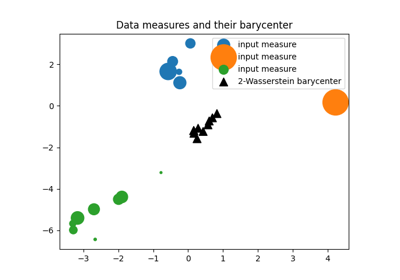 Data measures and their barycenter
input measure
input measure
input measure
2-Wasserstein barycenter
2
0
−2
−4
−6
−3 −2 −1 0 1 2 3 4